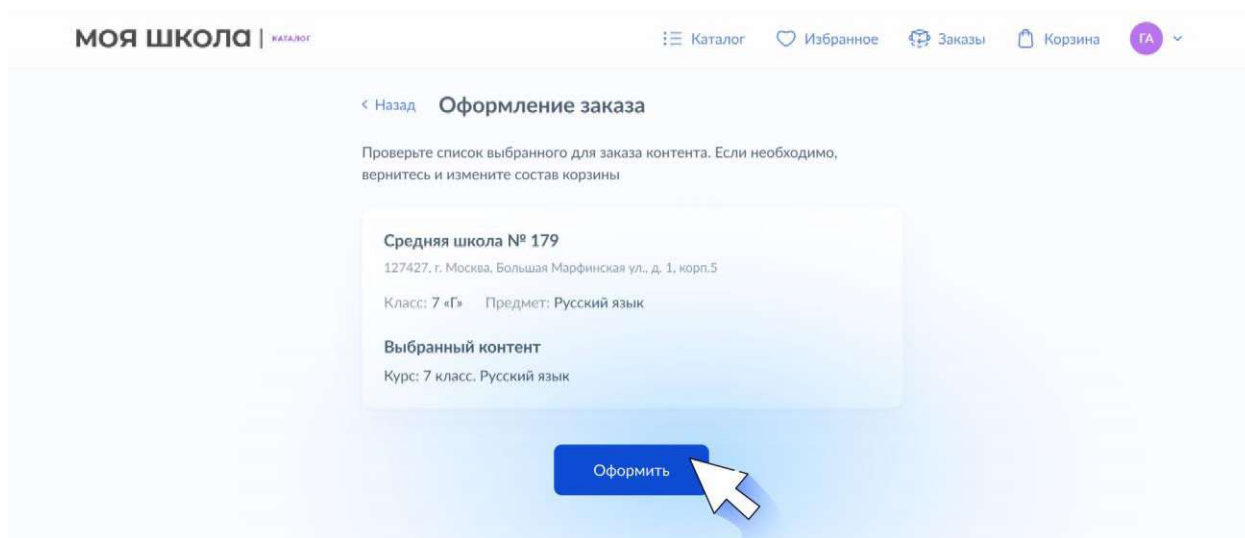 МОЯ ШКОЛА | КАТАЛОГ
Каталог Избранное Заказы Корзина ГА
< Назад Оформление заказа
Проверьте список выбранного для заказа контента. Если необходимо,
вернитесь и измените состав корзины
Средняя школа № 179
127427, г. Москва, Большая Марфинская ул., д. 1, корп.5
Класс: 7 «Г» Предмет: Русский язык
Выбранный контент
Курс: 7 класс. Русский язык
Оформить